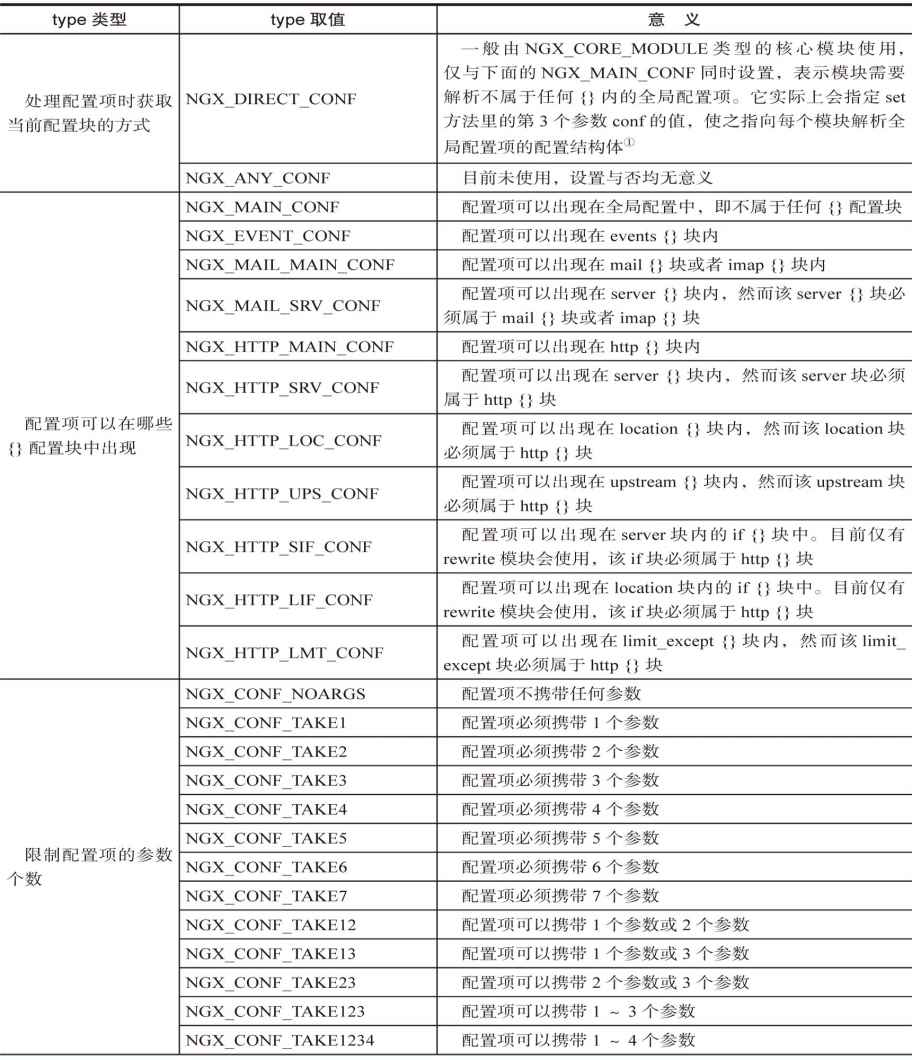 type 类型 type 取值 意 义
处理配置项时获取
当前配置块的方式
NGX_DIRECT_CONF
一般由 NGX_CORE_MODULE 类型的核心模块使用,
仅与下面的 NGX_MAIN_CONF 同时设置，表示模块需要
解析不属于任何 {} 内的全局配置项。它实际上会指定 set
方法里的第 3 个参数 conf 的值，使之指向每个模块解析全
局配置项的配置结构体①
NGX_ANY_CONF 目前未使用，设置与否均无意义
配置项可以在哪些
{} 配置块中出现
NGX_MAIN_CONF 配置项可以出现在全局配置中，即不属于任何 {} 配置块
NGX_EVENT_CONF 配置项可以出现在 events {} 块内
NGX_MAIL_MAIN_CONF 配置项可以出现在 mail {} 块或者 imap {} 块内
NGX_MAIL_SRV_CONF 配置项可以出现在 server {} 块内，然而该 server {} 块必
须属于 mail {} 块或者 imap {} 块
NGX_HTTP_MAIN_CONF 配置项可以出现在 http {} 块内
NGX_HTTP_SRV_CONF 配置项可以出现在 server {} 块内，然而该 server 块必须
属于 http {} 块
NGX_HTTP_LOC_CONF 配置项可以出现在 location {} 块内，然而该 location 块
必须属于 http {} 块
NGX_HTTP_UPS_CONF 配置项可以出现在 upstream {} 块内，然而该 upstream 块
必须属于 http {} 块
NGX_HTTP_SIF_CONF 配置项可以出现在 server 块内的 if {} 块中。目前仅有
rewrite 模块会使用，该 if 块必须属于 http {} 块
NGX_HTTP_LIF_CONF 配置项可以出现在 location 块内的 if {} 块中。目前仅有
rewrite 模块会使用，该 if 块必须属于 http {} 块
NGX_HTTP_LMT_CONF 配置项可以出现在 limit_except {} 块内，然而该 limit_
except 块必须属于 http {} 块
限制配置项的参数
个数
NGX_CONF_NOARGS 配置项不携带任何参数
NGX_CONF_TAKE1 配置项必须携带 1 个参数
NGX_CONF_TAKE2 配置项必须携带 2 个参数
NGX_CONF_TAKE3 配置项必须携带 3 个参数
NGX_CONF_TAKE4 配置项必须携带 4 个参数
NGX_CONF_TAKE5 配置项必须携带 5 个参数
NGX_CONF_TAKE6 配置项必须携带 6 个参数
NGX_CONF_TAKE7 配置项必须携带 7 个参数
NGX_CONF_TAKE12 配置项可以携带 1 个参数或 2 个参数
NGX_CONF_TAKE13 配置项可以携带 1 个参数或 3 个参数
NGX_CONF_TAKE23 配置项可以携带 2 个参数或 3 个参数
NGX_CONF_TAKE123 配置项可以携带 1 ~ 3 个参数
NGX_CONF_TAKE1234 配置项可以携带 1 ~ 4 个参数